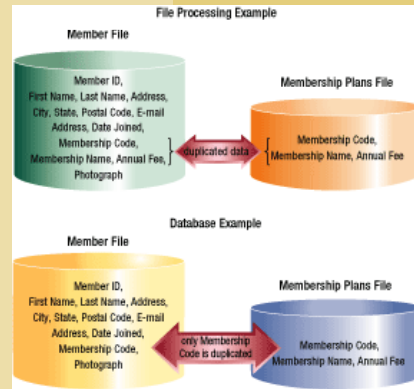 File Processing Example
Member File
Member ID,
First Name, Last Name, Address,
City, State, Postal Code, E-mail
Address, Date Joined,
Membership Code,
Membership Name, Annual Fee,
Photograph
duplicated data
Membership Plans File
Membership Code,
Membership Name, Annual Fee
Database Example
Member File
Member ID,
First Name, Last Name, Address,
City, State, Postal Code, E-mail
Address, Date Joined,
Membership Code,
Photograph
only Membership
Code is duplicated
Membership Plans File
Membership Code,
Membership Name, Annual Fee